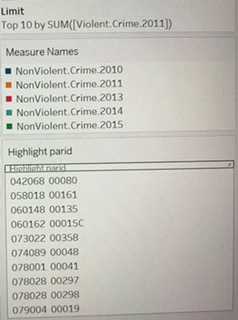 Limit
Top 10 by SUM([Violent.Crime.2011])
Measure Names
NonViolent.Crime.2010
NonViolent.Crime.2011
NonViolent.Crime.2013
NonViolent.Crime.2014
NonViolent.Crime.2015
Highlight parid
Highlight parid
042068 00080
058018 00161
060148 00135
060162 00015C
073022 00358
074089 00048
078001 00041
078028 00297
078028 00298
079004 00019